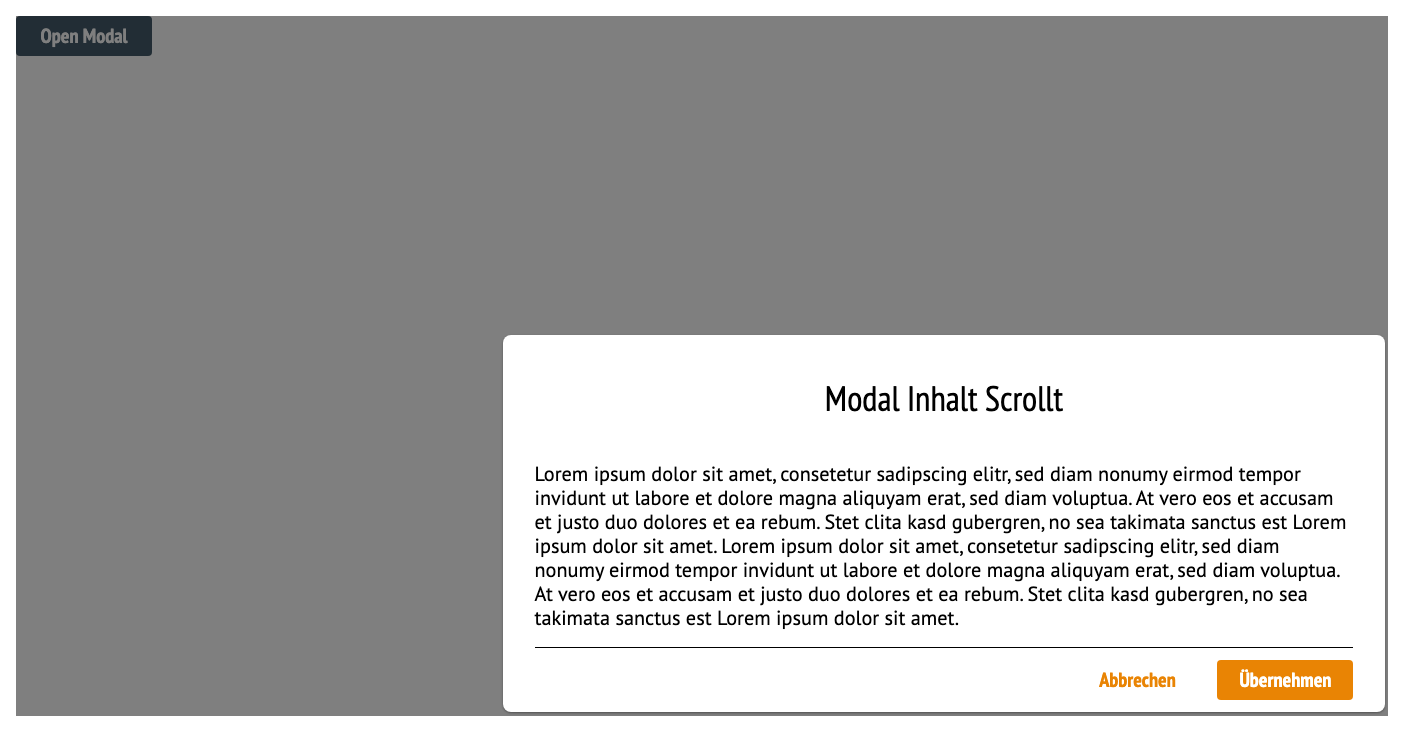 Open Modal
Modal Inhalt Scrollt
Lorem ipsum dolor sit amet, consetetur sadipscing elitr, sed diam nonumy eirmod tempor
invidunt ut labore et dolore magna aliquyam erat, sed diam voluptua. At vero eos et accusam
et justo duo dolores et ea rebum. Stet clita kasd gubergren, no sea takimata sanctus est Lorem
ipsum dolor sit amet. Lorem ipsum dolor sit amet, consetetur sadipscing elitr, sed diam
nonumy eirmod tempor invidunt ut labore et dolore magna aliquyam erat, sed diam voluptua.
At vero eos et accusam et justo duo dolores et ea rebum. Stet clita kasd gubergren, no sea
takimata sanctus est Lorem ipsum dolor sit amet.
Abbrechen Übernehmen